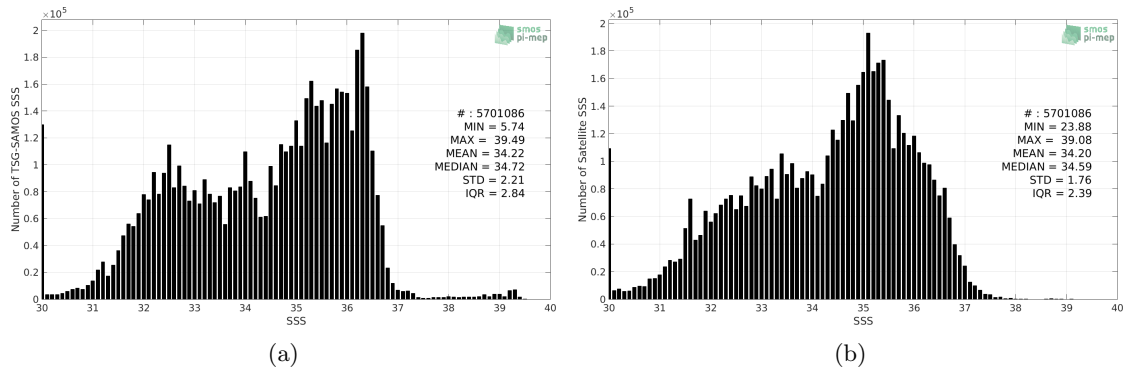 ×10⁵
2
1.8
1.6
1.4
1.2
1
0.8
0.6
0.4
0.2
0
Number of TSG-SAMOS SSS
smos
pi-mep
# : 5701086
MIN = 5.74
MAX = 39.49
MEAN = 34.22
MEDIAN = 34.72
STD = 2.21
IQR = 2.84
30 31 32 33 34 35 36 37 38 39 40
SSS
(a)
×10⁵
2
1.8
1.6
1.4
1.2
1
0.8
0.6
0.4
0.2
0
Number of Satellite SSS
smos
pi-mep
# : 5701086
MIN = 23.88
MAX = 39.08
MEAN = 34.20
MEDIAN = 34.59
STD = 1.76
IQR = 2.39
30 31 32 33 34 35 36 37 38 39 40
SSS
(b)